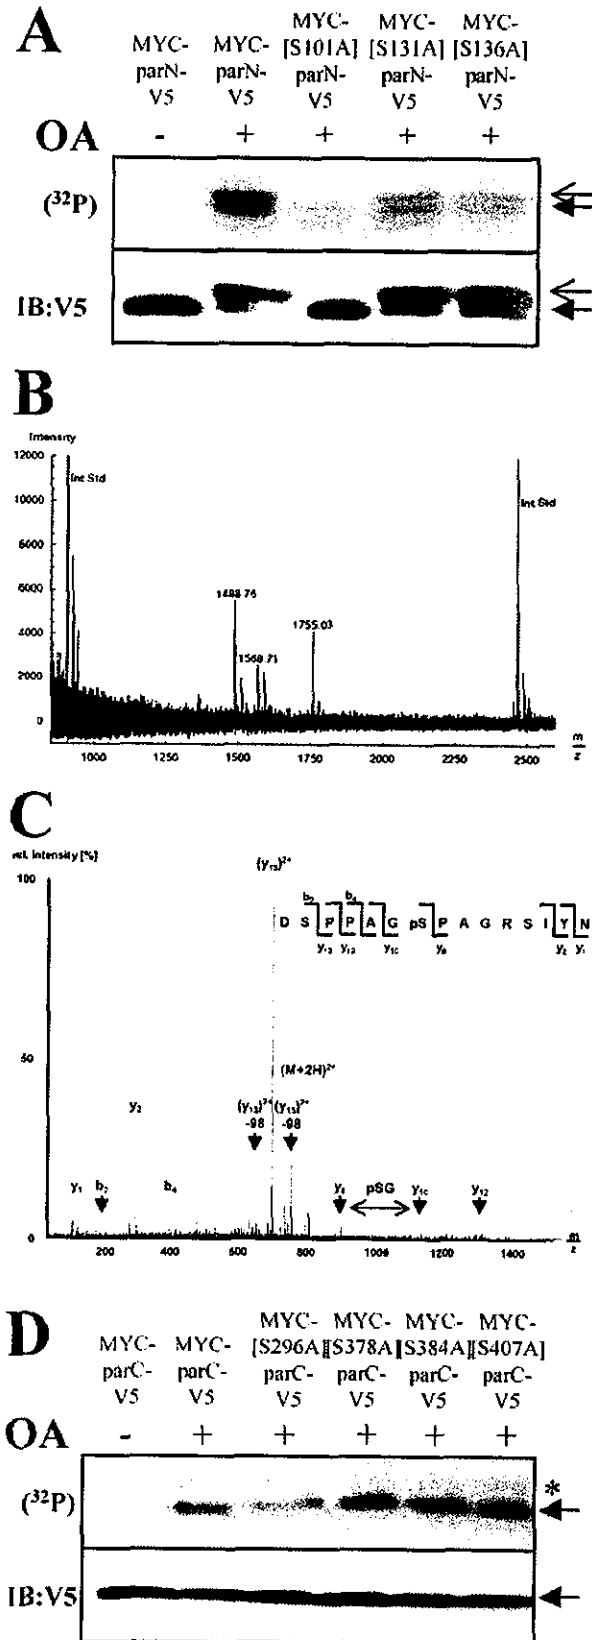 A
MYC- MYC- MYC- MYC- MYC-
parN- parN- [S101A] [S131A] [S136A]
V5 V5 parN- parN- parN-
V5 V5 V5
OA - + + + +
(³²P)
IB:V5
B
Intensity
12000
10000
8000
6000
4000
2000
0
Int Std
1488.76
1568.71
1755.03
Int Std
1000 1250 1500 1750 2000 2250 2500 m/z
C
rel. Intensity [%]
100
50
0
(y₁₃)²⁺
b₂ b₄
D S P P A G pS P A G R S I Y N
y₁₃ y₁₂ y₁₀ y₈ y₂ y₁
(M+2H)²⁺
y₂ (y₁₃)²⁺ (y₁₅)²⁺
-98 -98
y₁ b₂ b₄ y₈ pSG y₁₀ y₁₂
200 400 600 800 1000 1200 1400 m/z
D
MYC- MYC- MYC- MYC- MYC- MYC-
parC- parC- [S296A] [S378A] [S384A] [S407A]
V5 V5 parC- parC- parC- parC-
V5 V5 V5 V5
OA - + + + + +
(³²P) *
IB:V5